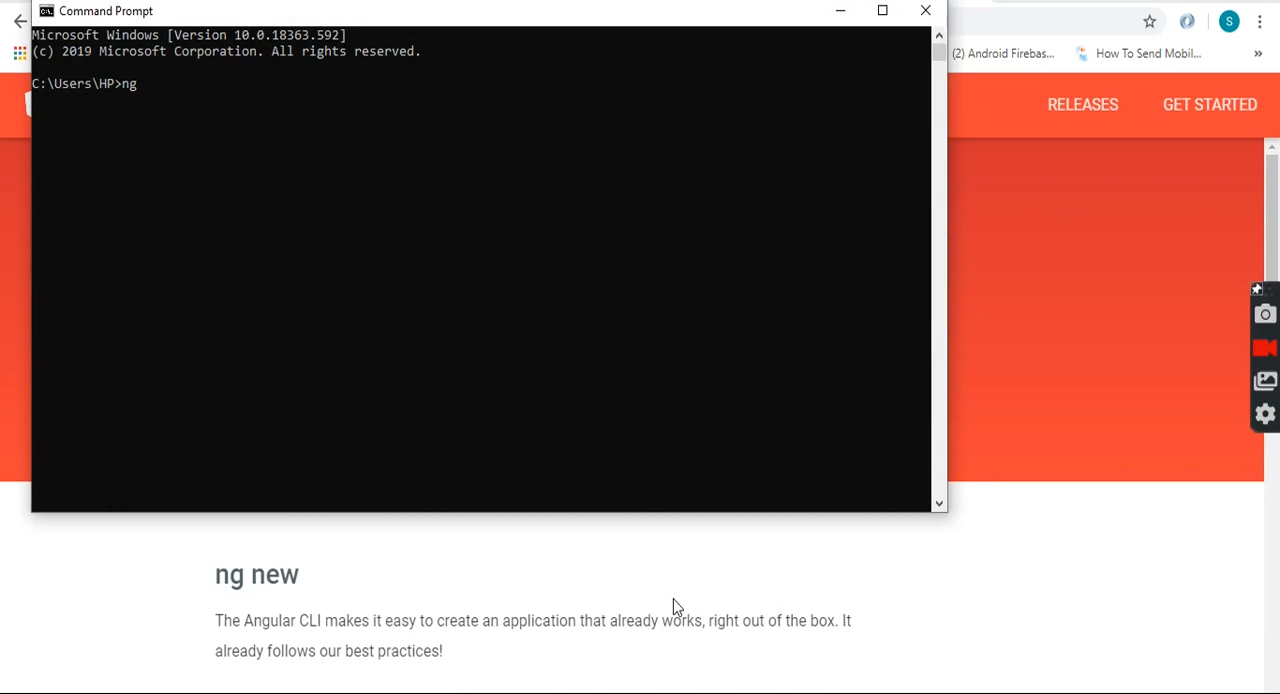 Command Prompt
Microsoft Windows [Version 10.0.18363.592]
(c) 2019 Microsoft Corporation. All rights reserved.
C:\Users\HP>ng
S
(2) Android Firebas...
How To Send Mobil...
»
RELEASES
GET STARTED
ng new
The Angular CLI makes it easy to create an application that already works, right out of the box. It
already follows our best practices!